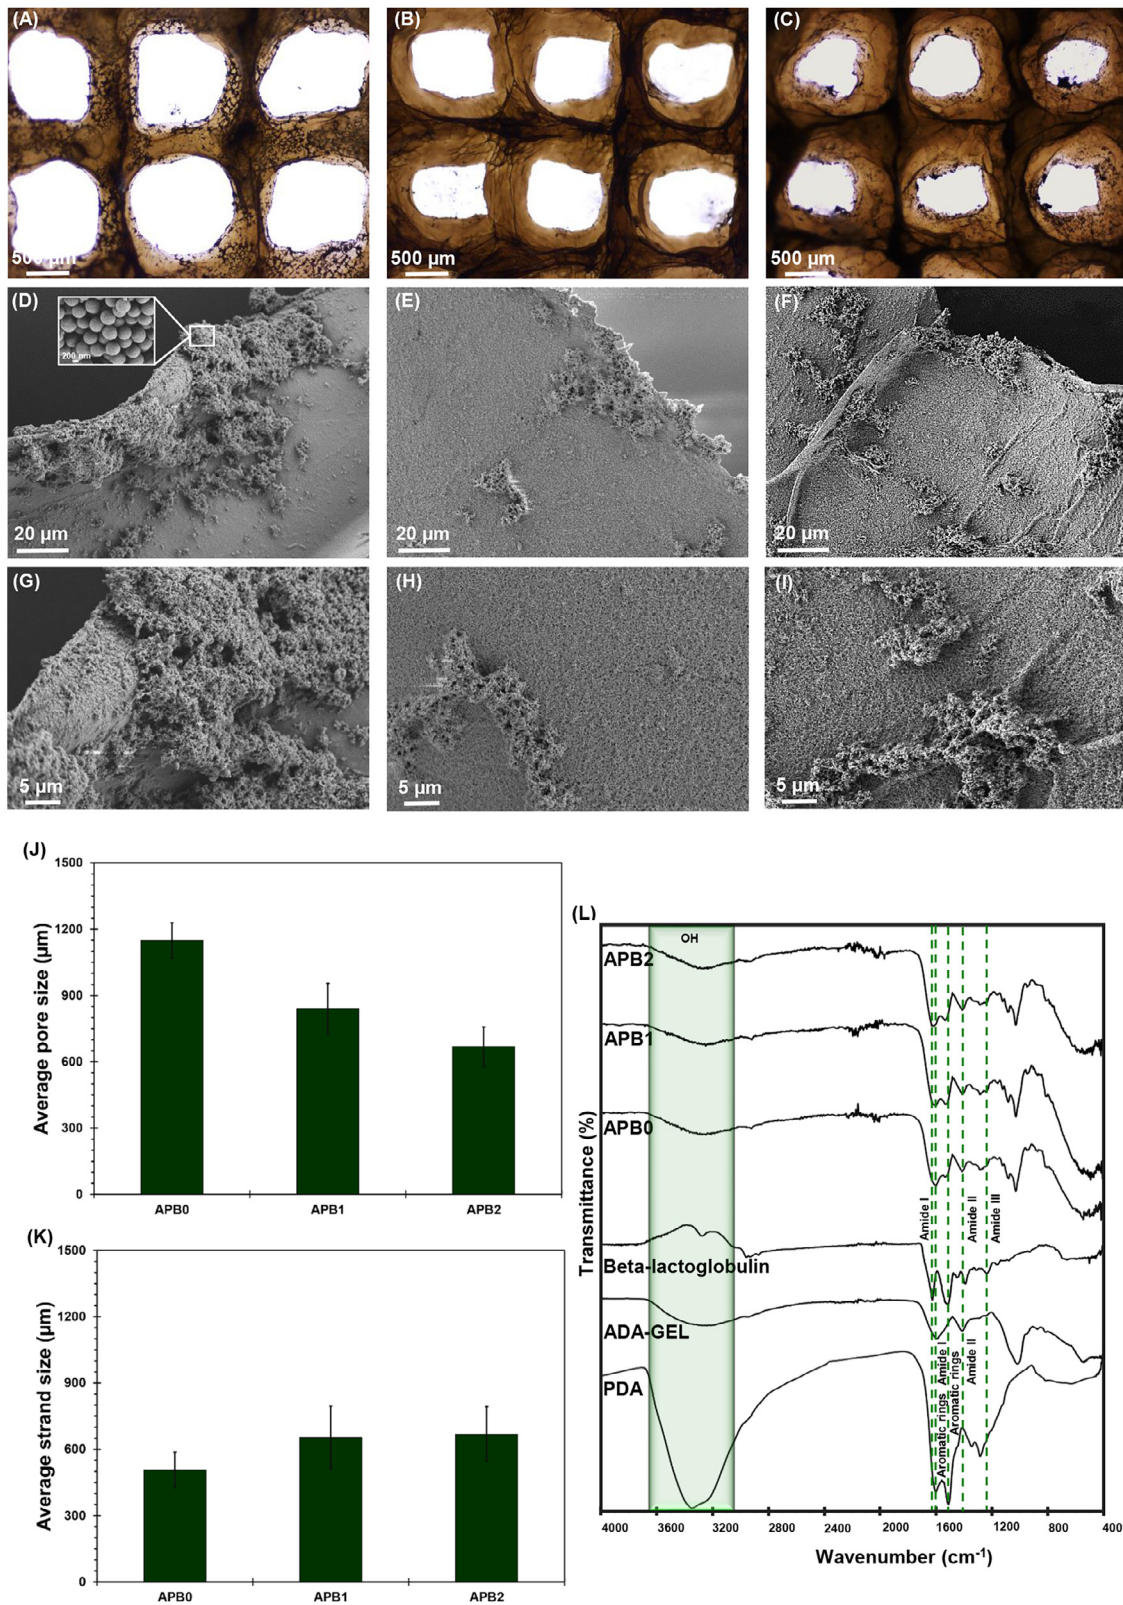 (A)
(B)
(C)
500 µm
500 µm
500 µm
(D)
(E)
(F)
200 nm
20 µm
20 µm
20 µm
(G)
(H)
(I)
5 µm
5 µm
5 µm
(J)
Average pore size (µm)
1500
1200
900
600
300
0
APB0
APB1
APB2
(K)
Average strand size (µm)
1500
1200
900
600
300
0
APB0
APB1
APB2
(L)
OH
APB2
APB1
APB0
Amide I
Amide II
Amide III
Beta-lactoglobulin
ADA-GEL
PDA
Aromatic rings
Amide I
Aromatic rings
Amide II
Transmittance (%)
4000 3600 3200 2800 2400 2000 1600 1200 800 400
Wavenumber (cm⁻¹)